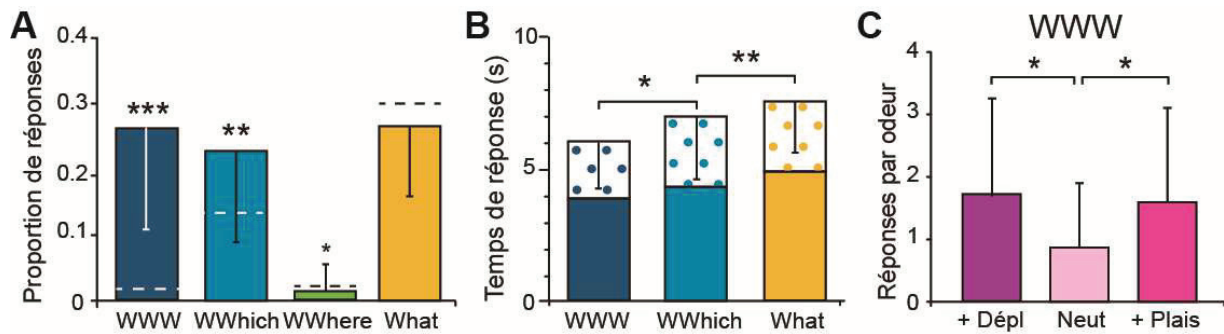 A
Proportion de réponses
0.4
0.3
0.2
0.1
0
***
**
*
WWW
WWhich
WWhere
What
B
Temps de réponse (s)
10
5
0
*
**
WWW
WWhich
What
C
WWW
Réponses par odeur
4
3
2
1
0
*
*
+ Dépl
Neut
+ Plais